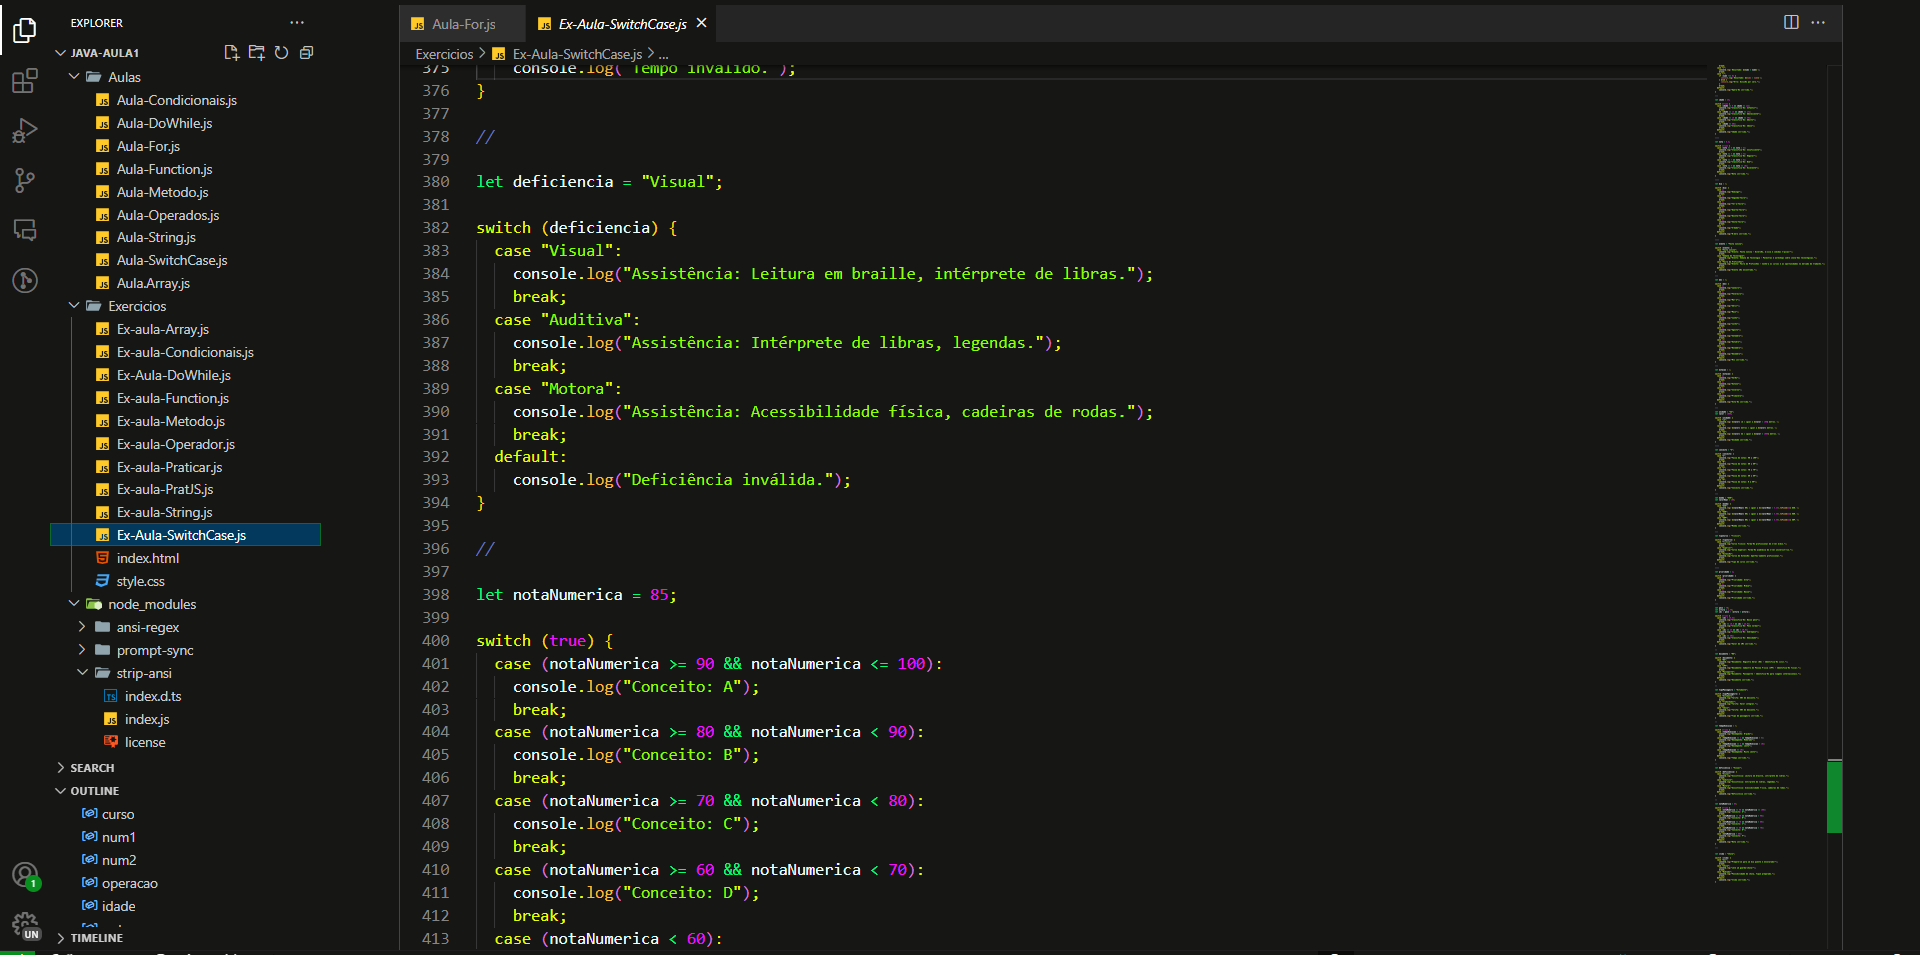 EXPLORER
JAVA-AULA1
Aulas
Aula-Condicionais.js
Aula-DoWhile.js
Aula-For.js
Aula-Function.js
Aula-Metodo.js
Aula-Operados.js
Aula-String.js
Aula-SwitchCase.js
Aula.Array.js
Exercicios
Ex-aula-Array.js
Ex-aula-Condicionais.js
Ex-Aula-DoWhile.js
Ex-aula-Function.js
Ex-aula-Metodo.js
Ex-aula-Operador.js
Ex-aula-Praticar.js
Ex-aula-PratJS.js
Ex-aula-String.js
Ex-Aula-SwitchCase.js
index.html
style.css
node_modules
ansi-regex
prompt-sync
strip-ansi
index.d.ts
index.js
license
SEARCH
OUTLINE
curso
num1
num2
operacao
idade
TIMELINE
1
UN
Aula-For.js
Ex-Aula-SwitchCase.js
Exercicios > Ex-Aula-SwitchCase.js > ...
375 console.log("Tempo inválido.");
376 }
377
378 //
379
380 let deficiencia = "Visual";
381
382 switch (deficiencia) {
383 case "Visual":
384 console.log("Assistência: Leitura em braille, intérprete de libras.");
385 break;
386 case "Auditiva":
387 console.log("Assistência: Intérprete de libras, legendas.");
388 break;
389 case "Motora":
390 console.log("Assistência: Acessibilidade física, cadeiras de rodas.");
391 break;
392 default:
393 console.log("Deficiência inválida.");
394 }
395
396 //
397
398 let notaNumerica = 85;
399
400 switch (true) {
401 case (notaNumerica >= 90 && notaNumerica <= 100):
402 console.log("Conceito: A");
403 break;
404 case (notaNumerica >= 80 && notaNumerica < 90):
405 console.log("Conceito: B");
406 break;
407 case (notaNumerica >= 70 && notaNumerica < 80):
408 console.log("Conceito: C");
409 break;
410 case (notaNumerica >= 60 && notaNumerica < 70):
411 console.log("Conceito: D");
412 break;
413 case (notaNumerica < 60):